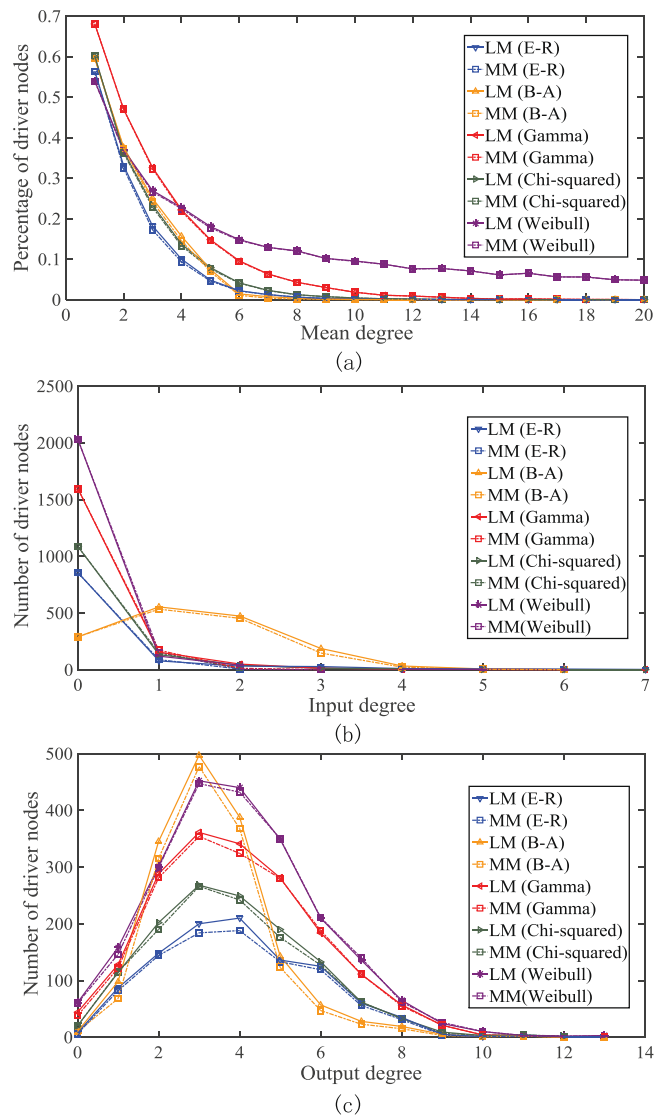 0.7
0.6
0.5
0.4
0.3
0.2
0.1
0
Percentage of driver nodes
LM (E-R)
MM (E-R)
LM (B-A)
MM (B-A)
LM (Gamma)
MM (Gamma)
LM (Chi-squared)
MM (Chi-squared)
LM (Weibull)
MM (Weibull)
0 2 4 6 8 10 12 14 16 18 20
Mean degree
(a)
2500
2000
1500
1000
500
0
Number of driver nodes
LM (E-R)
MM (E-R)
LM (B-A)
MM (B-A)
LM (Gamma)
MM (Gamma)
LM (Chi-squared)
MM (Chi-squared)
LM (Weibull)
MM(Weibull)
0 1 2 3 4 5 6 7
Input degree
(b)
500
400
300
200
100
0
Number of driver nodes
LM (E-R)
MM (E-R)
LM (B-A)
MM (B-A)
LM (Gamma)
MM (Gamma)
LM (Chi-squared)
MM (Chi-squared)
LM (Weibull)
MM(Weibull)
0 2 4 6 8 10 12 14
Output degree
(c)